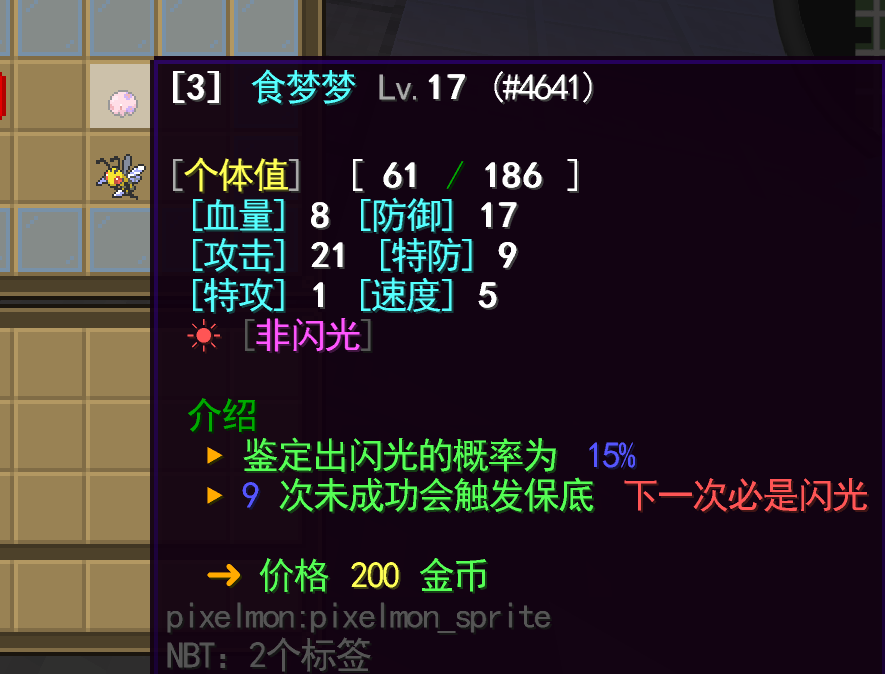 [3] 食梦梦 Lv.17 (#4641)
[个体值] [ 61 / 186 ]
[血量] 8 [防御] 17
[攻击] 21 [特防] 9
[特攻] 1 [速度] 5
☀ [非闪光]
介绍
▶ 鉴定出闪光的概率为 15%
▶ 9 次未成功会触发保底 下一次必是闪光
➜ 价格 200 金币
pixelmon:pixelmon_sprite
NBT: 2个标签